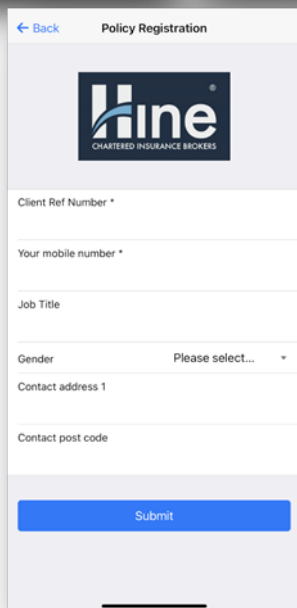 ← Back Policy Registration
Hine®
CHARTERED INSURANCE BROKERS
Client Ref Number *
Your mobile number *
Job Title
Gender Please select...
Contact address 1
Contact post code
Submit